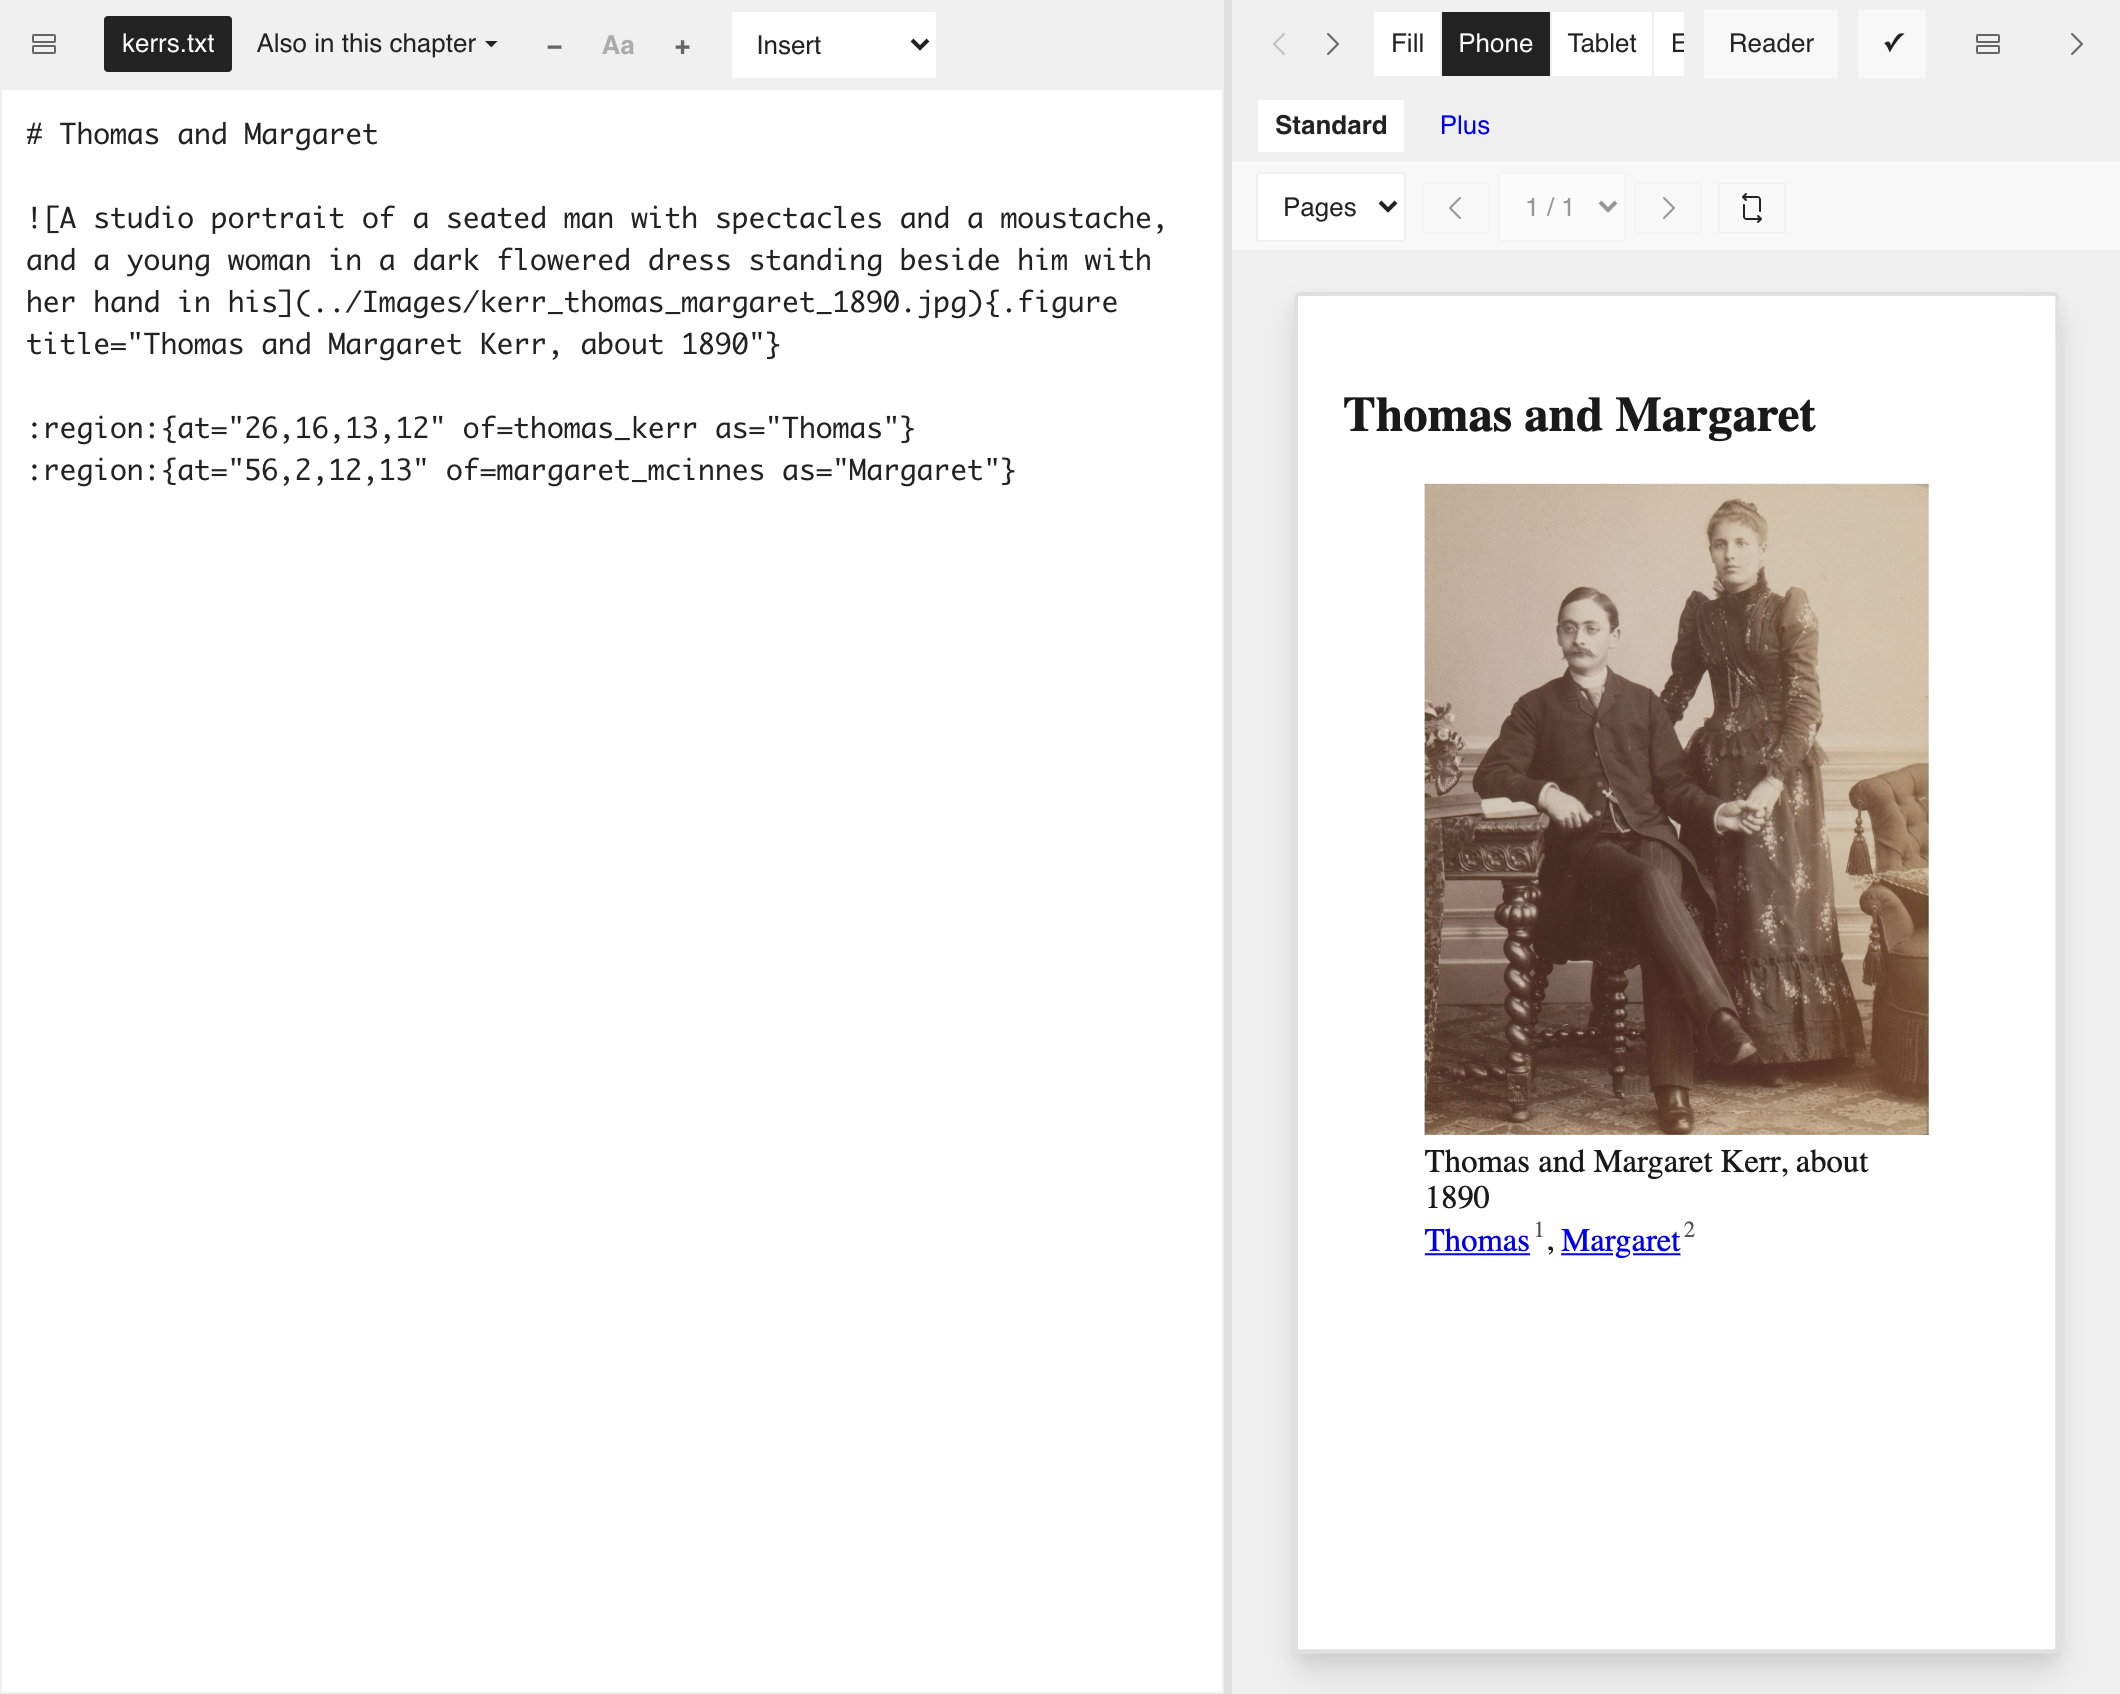 kerrs.txt
Also in this chapter
– Aa +
Insert
# Thomas and Margaret
![A studio portrait of a seated man with spectacles and a moustache,
and a young woman in a dark flowered dress standing beside him with
her hand in his](../Images/kerr_thomas_margaret_1890.jpg){.figure
title="Thomas and Margaret Kerr, about 1890"}
:region:{at="26,16,13,12" of=thomas_kerr as="Thomas"}
:region:{at="56,2,12,13" of=margaret_mcinnes as="Margaret"}
Fill Phone Tablet E
Reader
✓
Standard Plus
Pages
1 / 1
Thomas and Margaret
Thomas and Margaret Kerr, about
1890
Thomas 1, Margaret 2